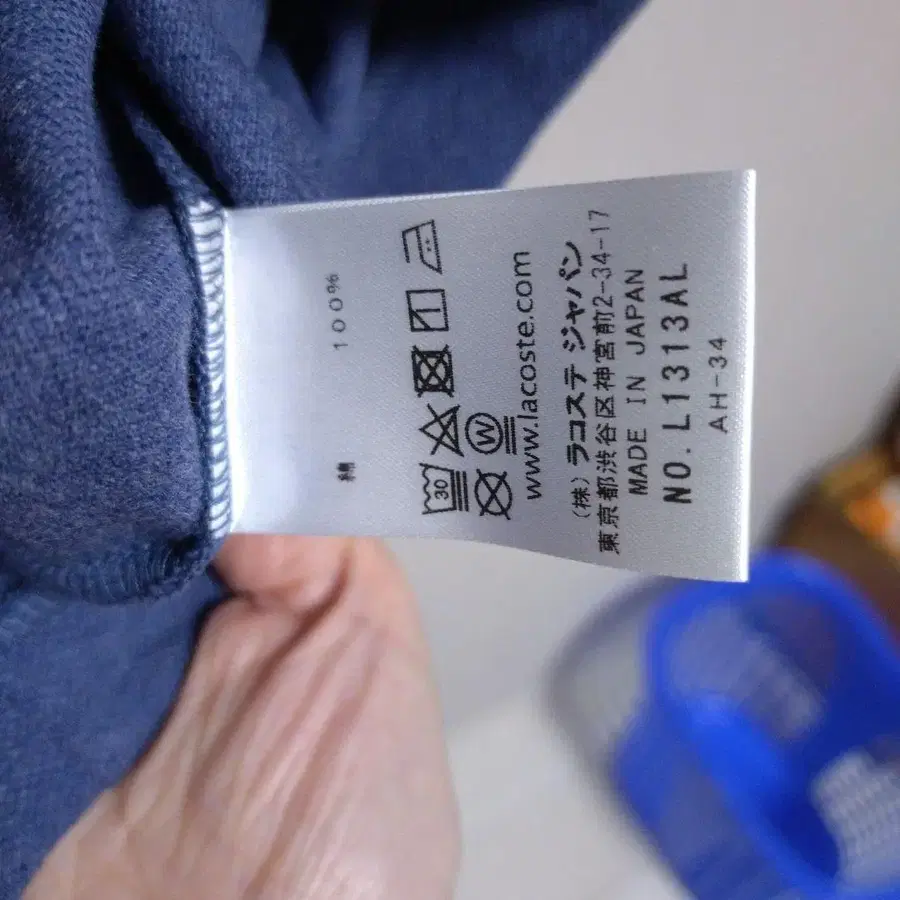 綿 100%
30
W
www.lacoste.com
(株) ラコステ ジャパン
東京都渋谷区神宮前2-34-17
MADE IN JAPAN
NO. L1313AL
AH-34